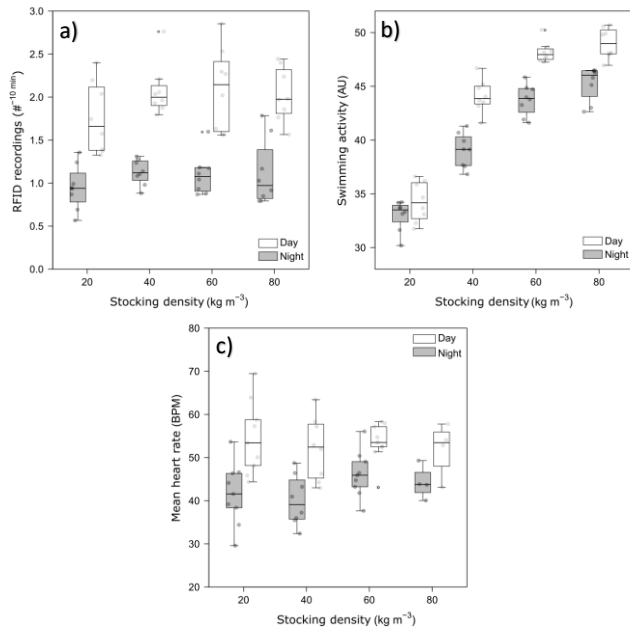 a)
RFID recordings (#⁻¹⁰ ᵐⁱⁿ)
3.0
2.5
2.0
1.5
1.0
0.5
0.0
Day
Night
20 40 60 80
Stocking density (kg m⁻³)
b)
Swimming activity (AU)
50
45
40
35
30
Day
Night
20 40 60 80
Stocking density (kg m⁻³)
c)
Mean heart rate (BPM)
80
70
60
50
40
30
20
Day
Night
20 40 60 80
Stocking density (kg m⁻³)